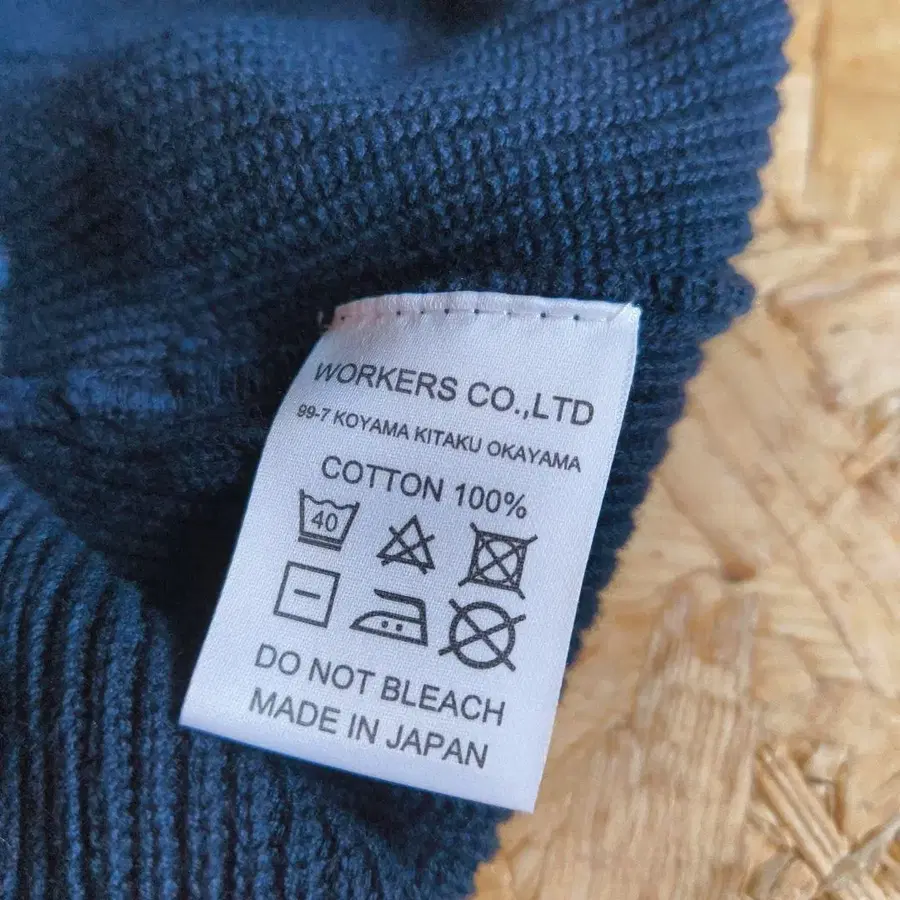 WORKERS CO.,LTD
99-7 KOYAMA KITAKU OKAYAMA
COTTON 100%
40
DO NOT BLEACH
MADE IN JAPAN